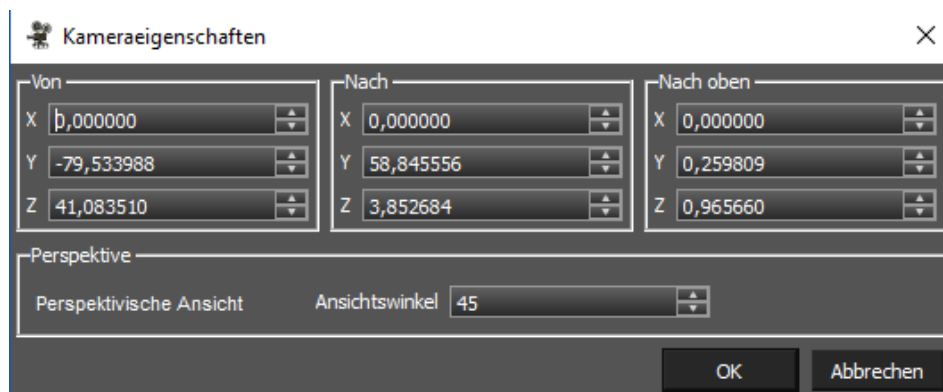 Kameraeigenschaften
Von Nach Nach oben
X 0,000000 X 0,000000 X 0,000000
Y -79,533988 Y 58,845556 Y 0,259809
Z 41,083510 Z 3,852684 Z 0,965660
Perspektive
Perspektivische Ansicht Ansichtswinkel 45
OK Abbrechen